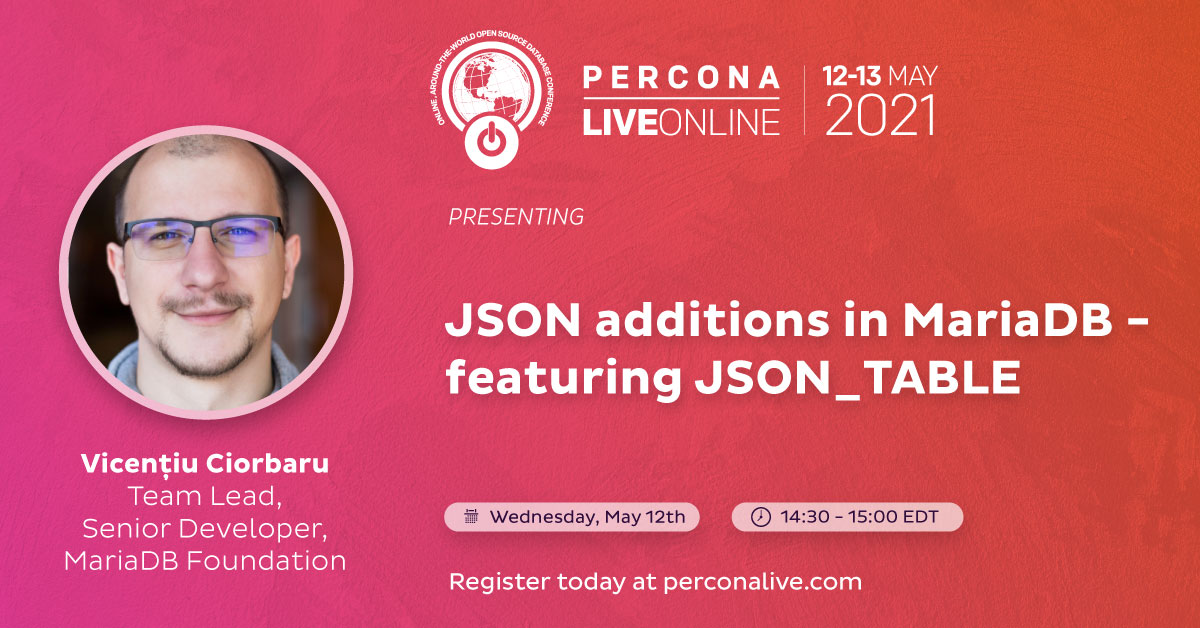 ONLINE, AROUND-THE-WORLD OPEN SOURCE DATABASE CONFERENCE
PERCONA
LIVEONLINE
12-13 MAY
2021
PRESENTING
JSON additions in MariaDB –
featuring JSON_TABLE
Vicențiu Ciorbaru
Team Lead,
Senior Developer,
MariaDB Foundation
Wednesday, May 12th
14:30 - 15:00 EDT
Register today at perconalive.com